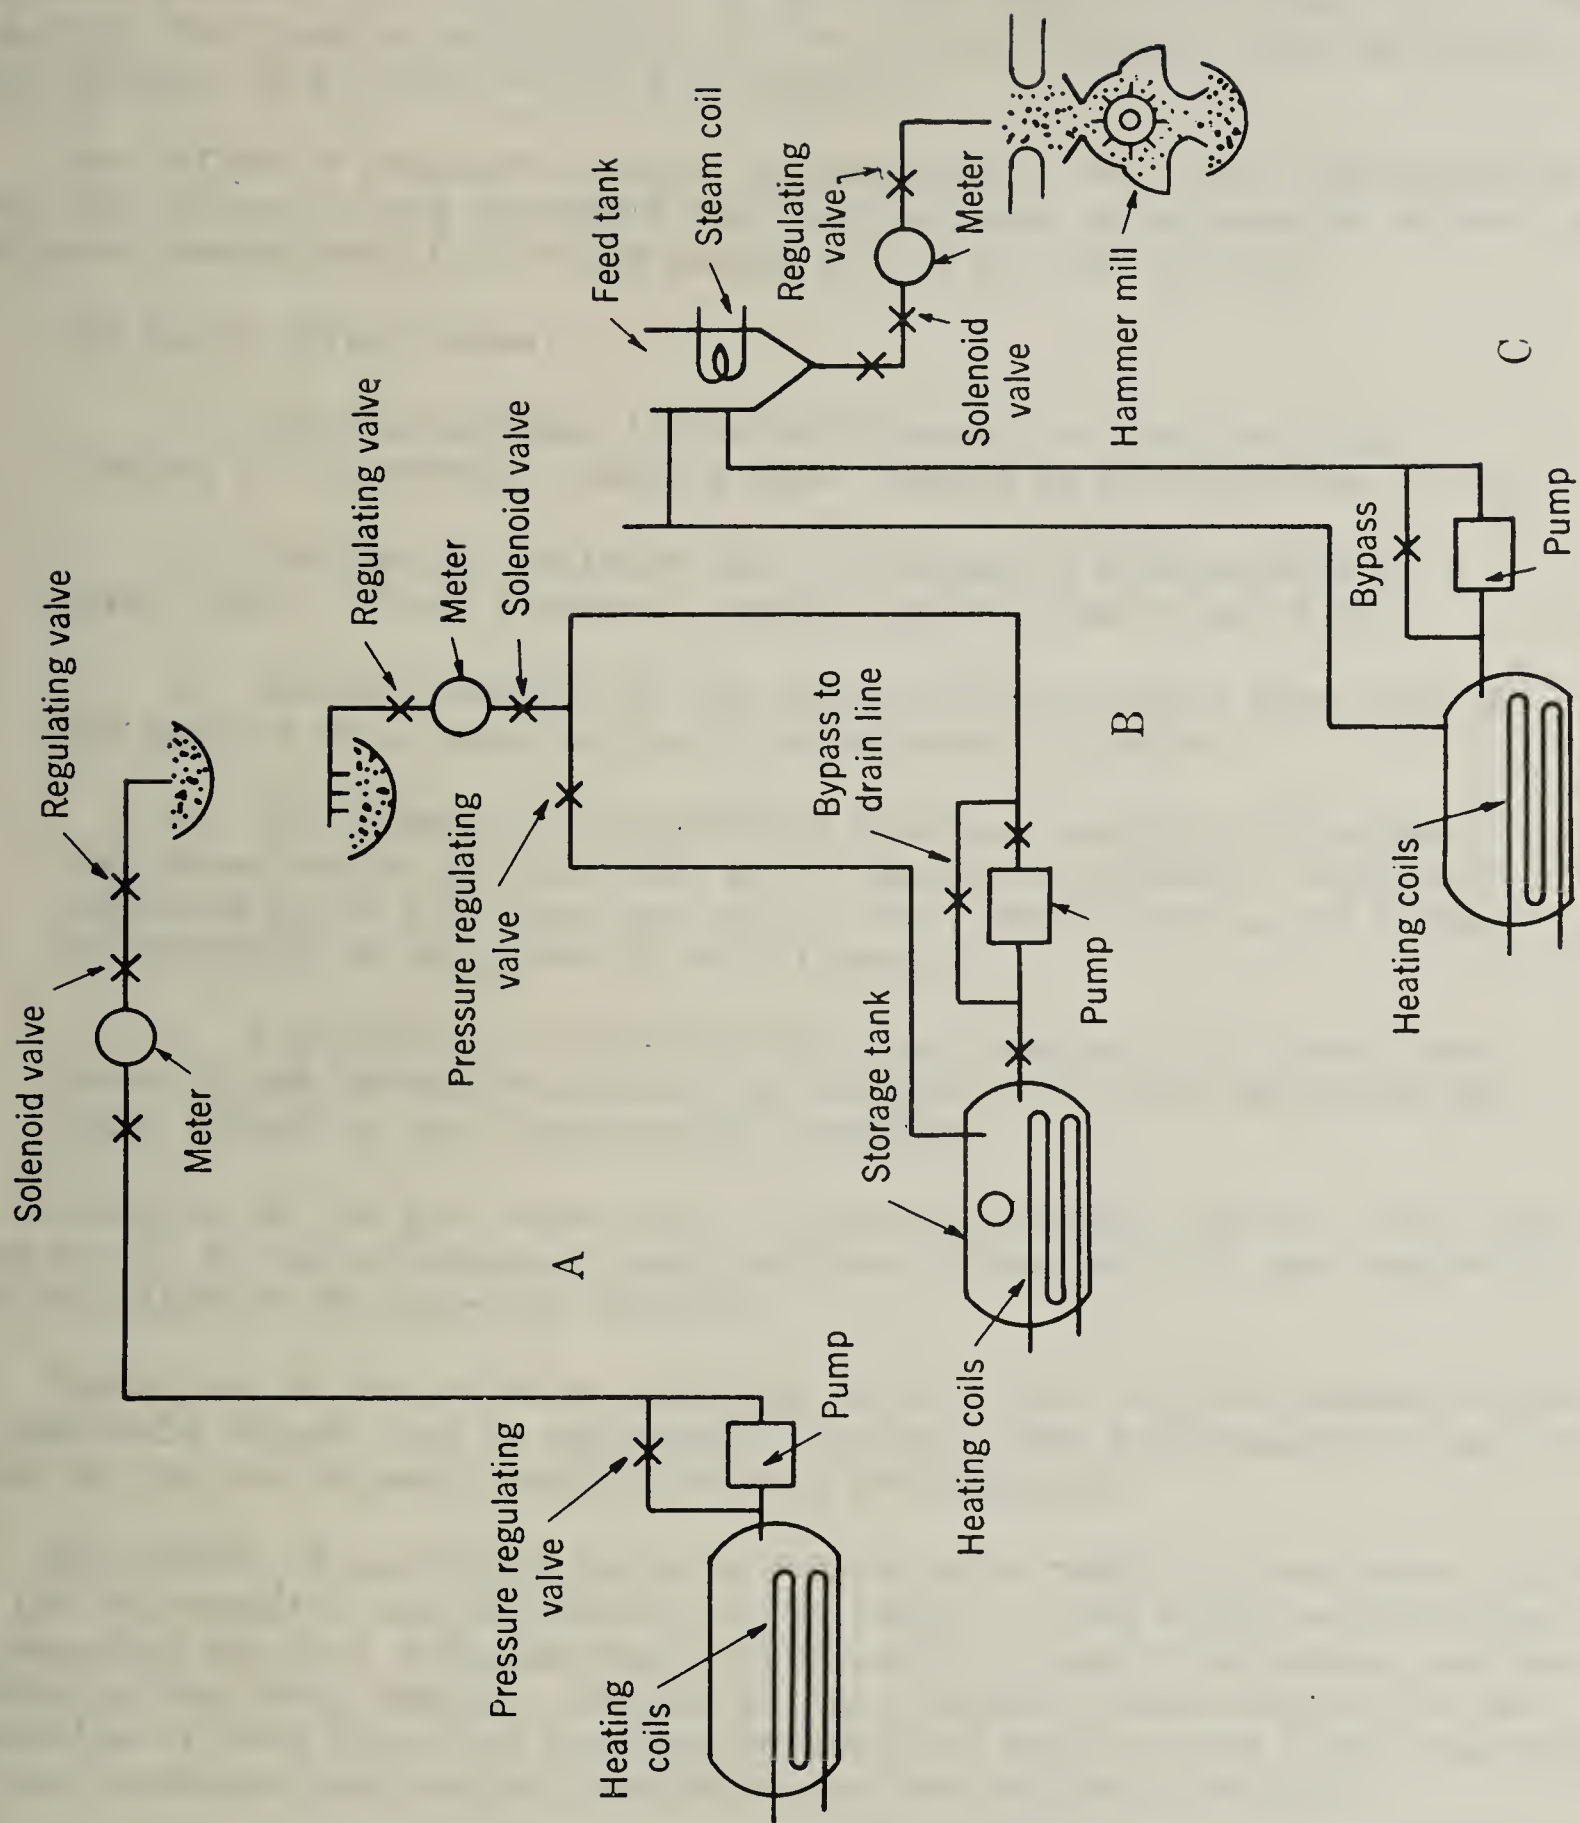 Solenoid valve
Regulating valve
Meter
Pressure regulating
valve
Pump
Heating
coils
A
Regulating valve
Meter
Solenoid valve
Pressure regulating
valve
Bypass to
drain line
Storage tank
Pump
Heating coils
B
Feed tank
Steam coil
Regulating
valve
Meter
Solenoid
valve
Hammer mill
Bypass
Pump
Heating coils
C